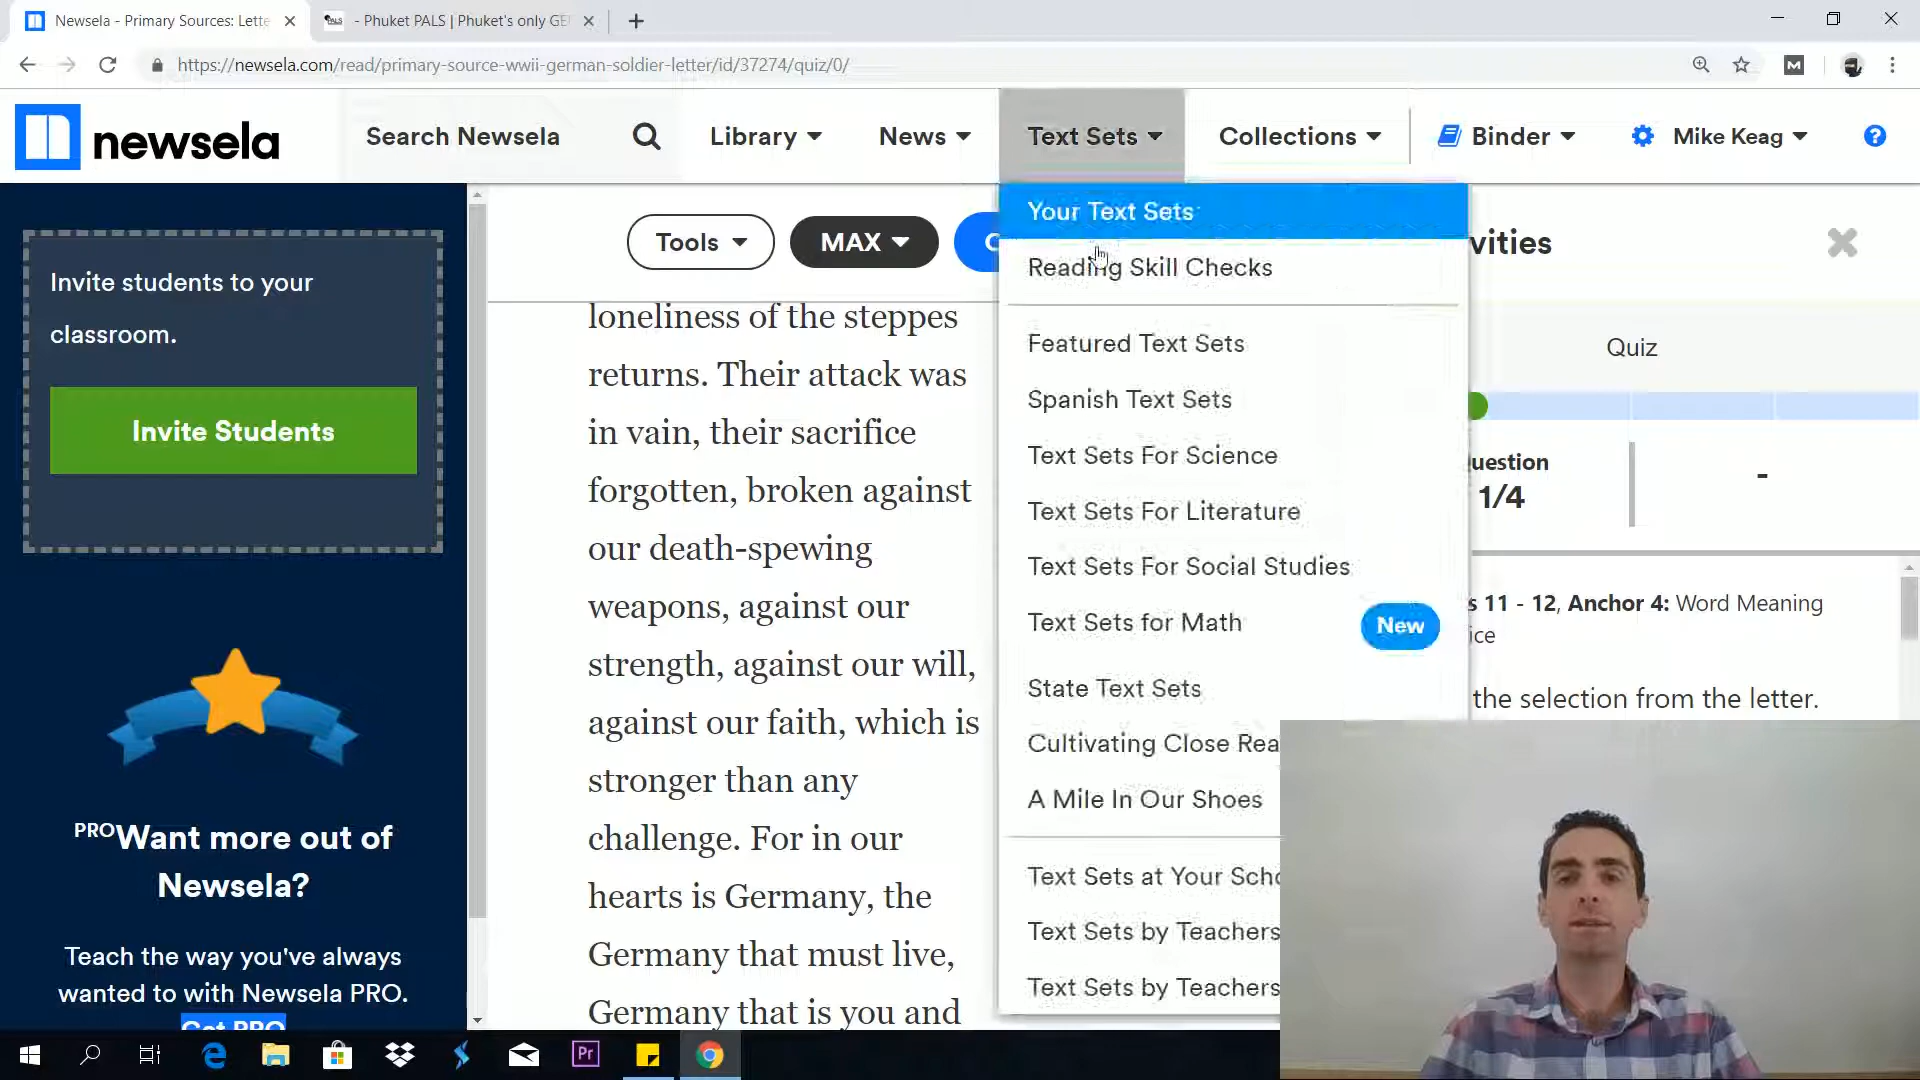 Newsela - Primary Sources: Lette
- Phuket PALS | Phuket's only GE
https://newsela.com/read/primary-source-wwii-german-soldier-letter/id/37274/quiz/0/
newsela
Search Newsela
Library
News
Text Sets
Collections
Binder
Mike Keag
Invite students to your
classroom.
Invite Students
PROWant more out of
Newsela?
Teach the way you've always
wanted to with Newsela PRO.
Get PRO
Tools
MAX
loneliness of the steppes
returns. Their attack was
in vain, their sacrifice
forgotten, broken against
our death-spewing
weapons, against our
strength, against our will,
against our faith, which is
stronger than any
challenge. For in our
hearts is Germany, the
Germany that must live,
Germany that is you and
Your Text Sets
Reading Skill Checks
Featured Text Sets
Spanish Text Sets
Text Sets For Science
Text Sets For Literature
Text Sets For Social Studies
Text Sets for Math
New
State Text Sets
Cultivating Close Rea
A Mile In Our Shoes
Text Sets at Your Scho
Text Sets by Teachers
Text Sets by Teachers
vities
Quiz
uestion
1/4
-
s 11 - 12, Anchor 4: Word Meaning
ice
the selection from the letter.